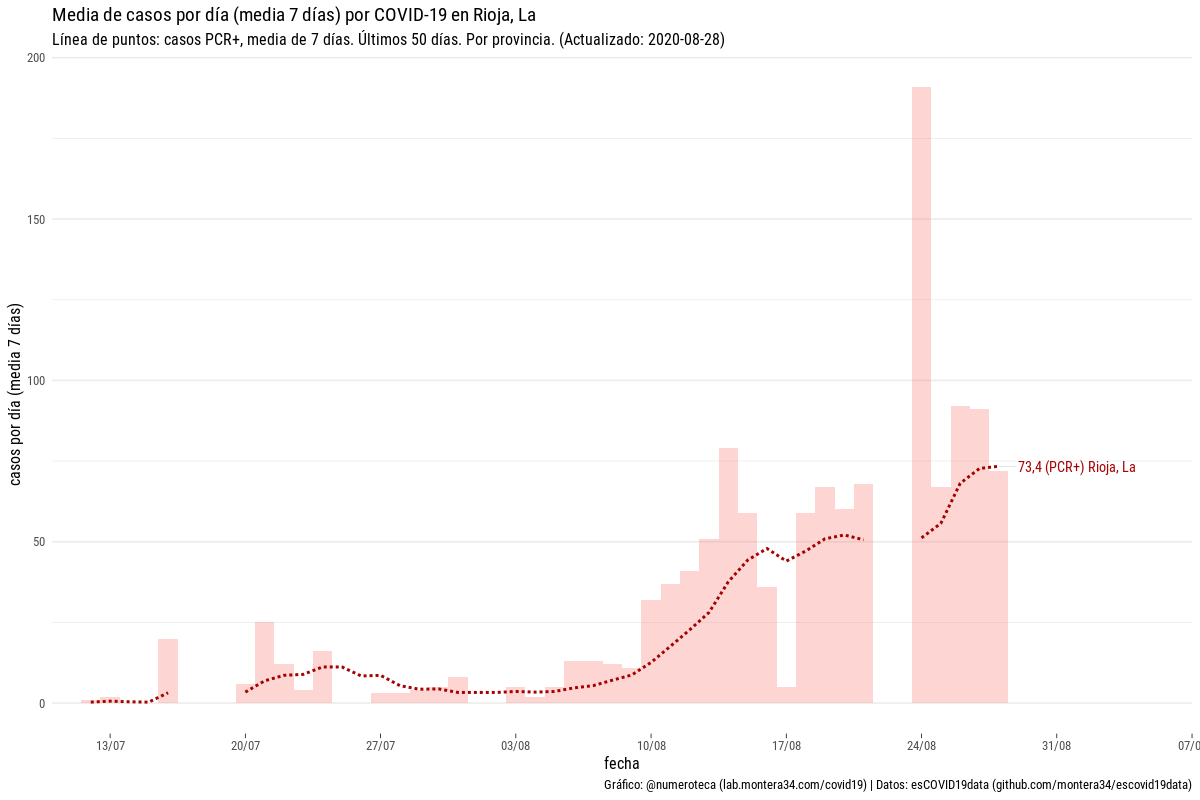 Media de casos por día (media 7 días) por COVID-19 en Rioja, La
Línea de puntos: casos PCR+, media de 7 días. Últimos 50 días. Por provincia. (Actualizado: 2020-08-28)
casos por día (media 7 días)
200
150
100
50
0
73,4 (PCR+) Rioja, La
13/07 20/07 27/07 03/08 10/08 17/08 24/08 31/08 07/0
fecha
Gráfico: @numeroteca (lab.montera34.com/covid19) | Datos: esCOVID19data (github.com/montera34/escovid19data)